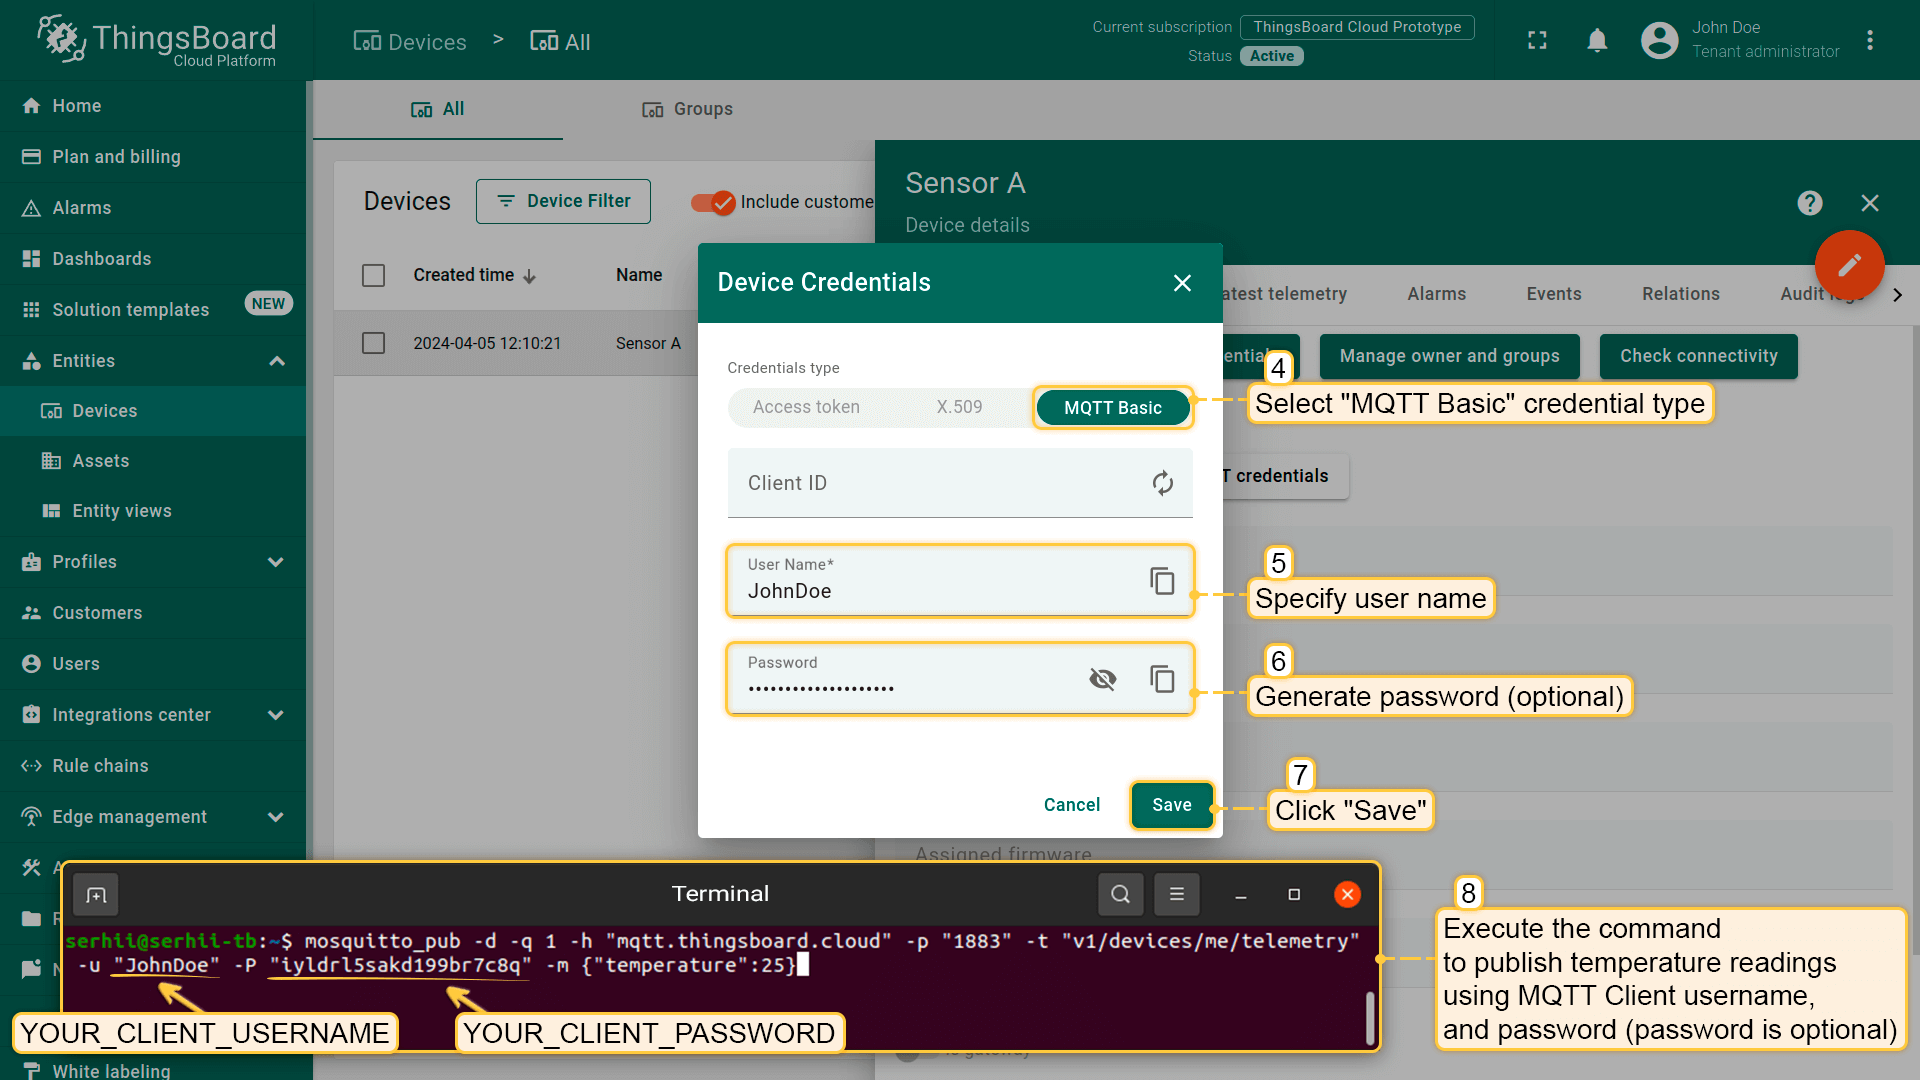 ThingsBoard
Cloud Platform
Devices > All
Current subscription ThingsBoard Cloud Prototype
Status Active
John Doe
Tenant administrator
Home
Plan and billing
Alarms
Dashboards
Solution templates NEW
Entities
Devices
Assets
Entity views
Profiles
Customers
Users
Integrations center
Rule chains
Edge management
White labeling
All
Groups
Devices
Device Filter
Include custome
Created time
Name
2024-04-05 12:10:21
Sensor A
Sensor A
Device details
atest telemetry
Alarms
Events
Relations
Audit logs
Manage owner and groups
Check connectivity
T credentials
Assigned firmware
Device Credentials
Credentials type
Access token
X.509
MQTT Basic
Client ID
User Name*
JohnDoe
Password
••••••••••••••••••••
Cancel
Save
4
Select "MQTT Basic" credential type
5
Specify user name
6
Generate password (optional)
7
Click "Save"
8
Execute the command
to publish temperature readings
using MQTT Client username,
and password (password is optional)
Terminal
serhii@serhii-tb:~$ mosquitto_pub -d -q 1 -h "mqtt.thingsboard.cloud" -p "1883" -t "v1/devices/me/telemetry"
-u "JohnDoe" -P "iyldrl5sakd199br7c8q" -m {"temperature":25}
YOUR_CLIENT_USERNAME
YOUR_CLIENT_PASSWORD